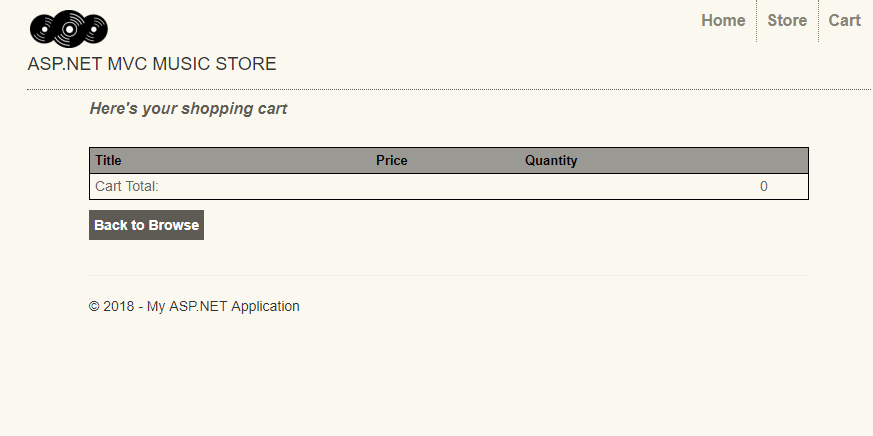 Home Store Cart
ASP.NET MVC MUSIC STORE
Here's your shopping cart
Title Price Quantity
Cart Total: 0
Back to Browse
© 2018 - My ASP.NET Application